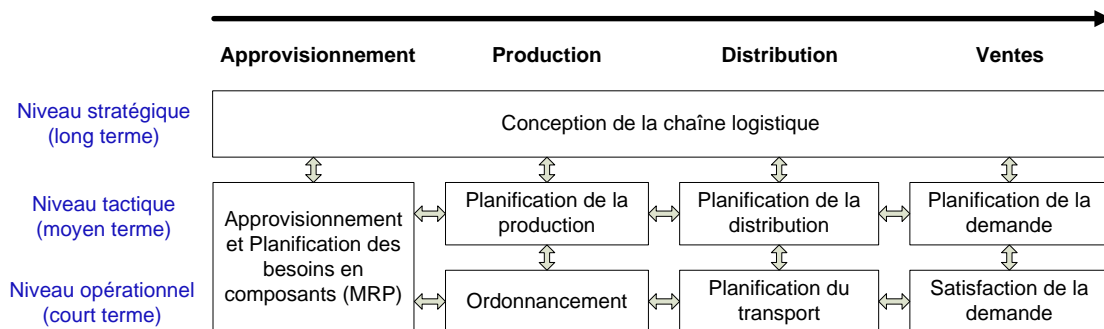 Approvisionnement
Production
Distribution
Ventes
Niveau stratégique
(long terme)
Conception de la chaîne logistique
Niveau tactique
(moyen terme)
Approvisionnement
et Planification des
besoins en
composants (MRP)
Planification de la
production
Planification de la
distribution
Planification de la
demande
Niveau opérationnel
(court terme)
Ordonnancement
Planification du
transport
Satisfaction de la
demande